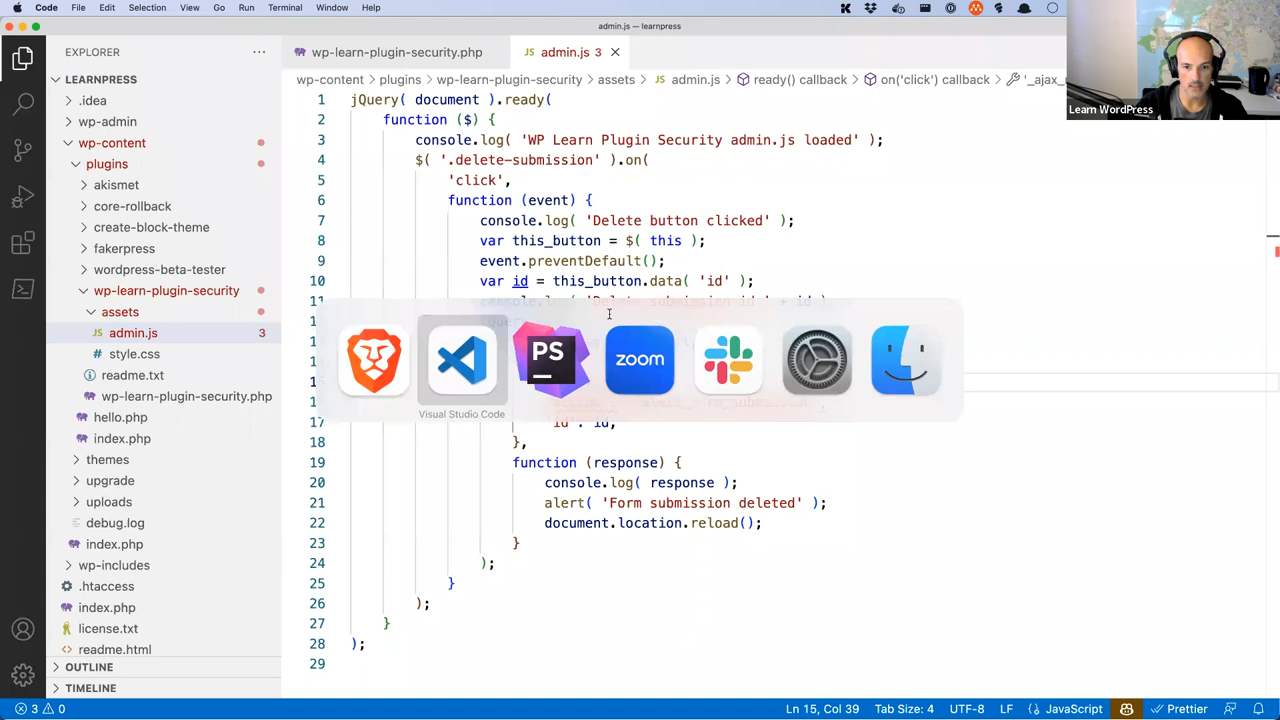 Code File Edit Selection View Go Run Terminal Window Help
admin.js — learnpress
Learn WordPress
EXPLORER
LEARNPRESS
.idea
wp-admin
wp-content
plugins
akismet
core-rollback
create-block-theme
fakerpress
wordpress-beta-tester
wp-learn-plugin-security
assets
JS admin.js 3
style.css
readme.txt
wp-learn-plugin-security.php
hello.php
index.php
themes
upgrade
uploads
debug.log
index.php
wp-includes
.htaccess
index.php
license.txt
readme.html
OUTLINE
TIMELINE
wp-learn-plugin-security.php
JS admin.js 3
wp-content > plugins > wp-learn-plugin-security > assets > JS admin.js > ready() callback > on('click') callback > '_ajax_
1 jQuery( document ).ready(
2 function ($) {
3 console.log( 'WP Learn Plugin Security admin.js loaded' );
4 $( '.delete-submission' ).on(
5 'click',
6 function (event) {
7 console.log( 'Delete button clicked' );
8 var this_button = $( this );
9 event.preventDefault();
10 var id = this_button.data( 'id' );
11 console.log( 'Delete submission id ' + id )
PS
zoom
Visual Studio Code
17 'id': id,
18 },
19 function (response) {
20 console.log( response );
21 alert( 'Form submission deleted' );
22 document.location.reload();
23 }
24 );
25 }
26 );
27 }
28 );
29
3 0
Ln 15, Col 39 Tab Size: 4 UTF-8 LF {} JavaScript Prettier